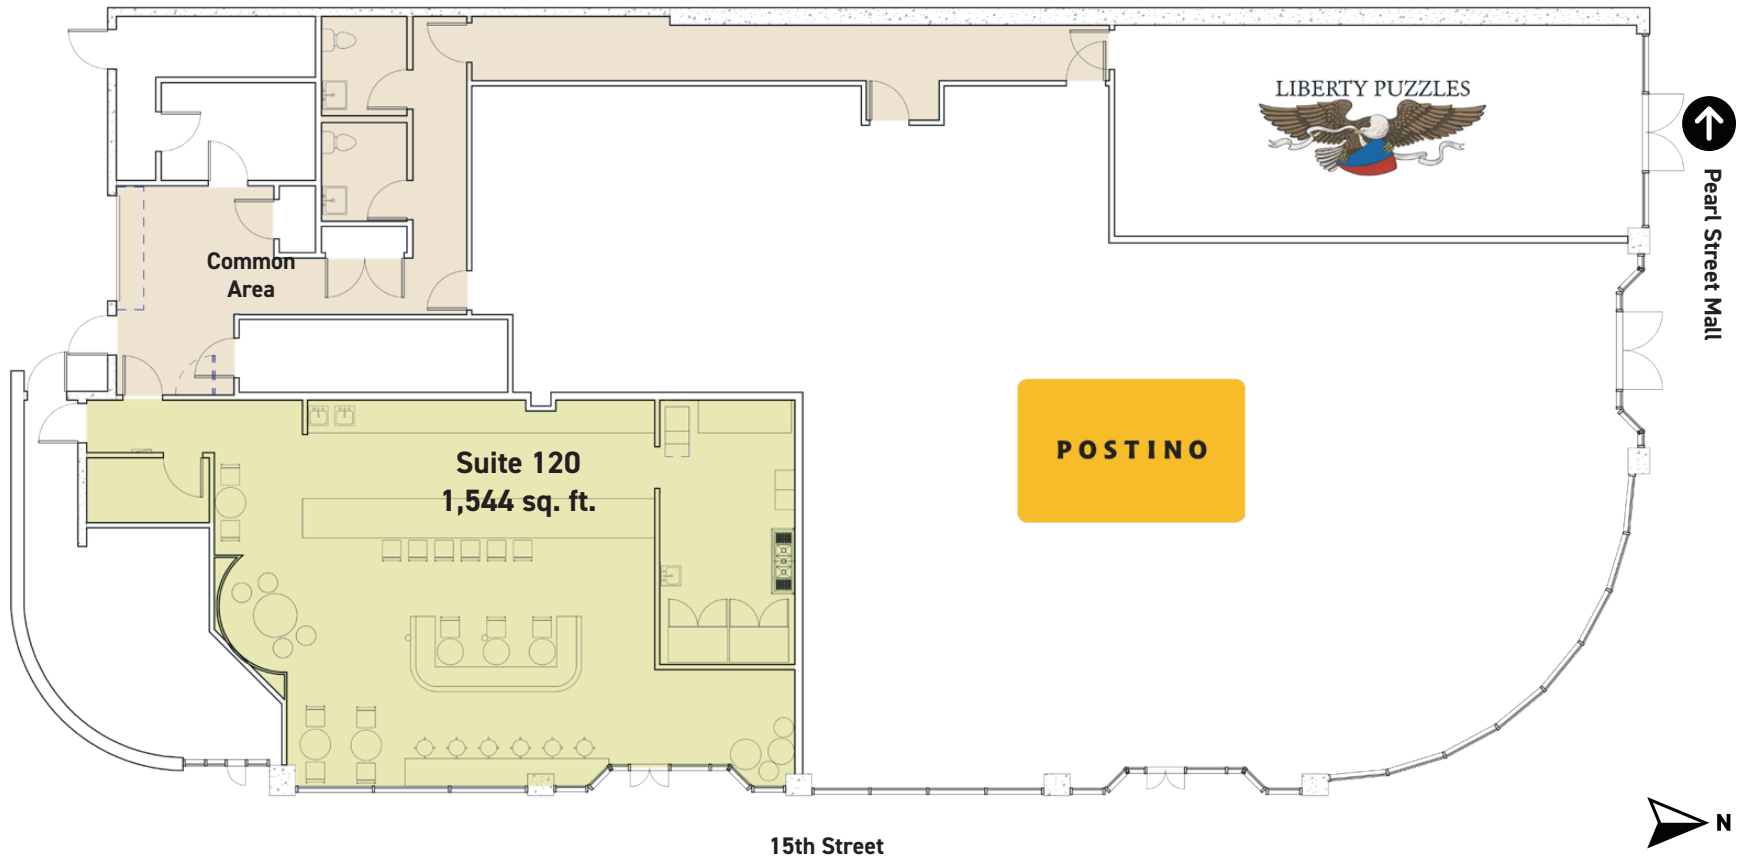 LIBERTY PUZZLES
Pearl Street Mall
Common
Area
POSTINO
Suite 120
1,544 sq. ft.
15th Street
N